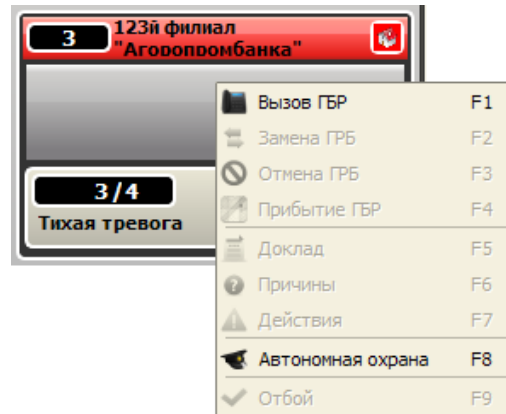 3
123й филиал
"Агоропромбанка"
Вызов ГБР F1
Замена ГРБ F2
Отмена ГРБ F3
Прибытие ГБР F4
3/4
Тихая тревога
Доклад F5
Причины F6
Действия F7
Автономная охрана F8
Отбой F9